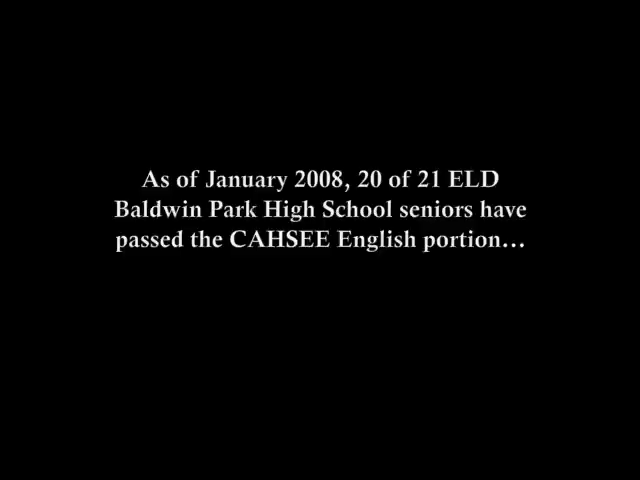 As of January 2008, 20 of 21 ELD
Baldwin Park High School seniors have
passed the CAHSEE English portion…